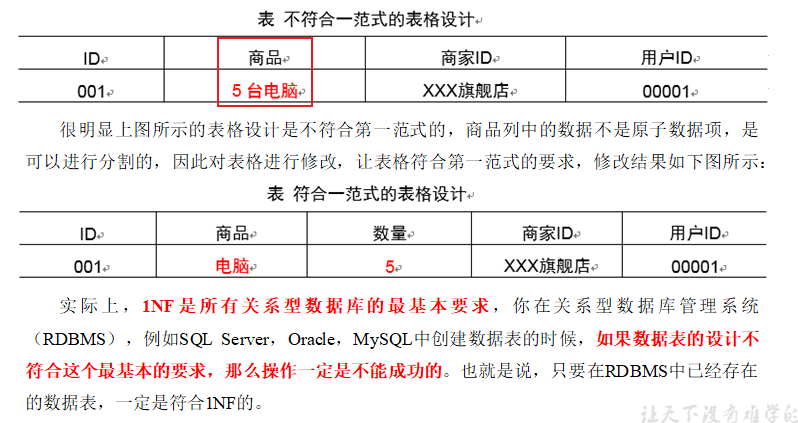 表 不符合一范式的表格设计
ID 商品 商家ID 用户ID
001 5 台电脑 XXX旗舰店 00001
很明显上图所示的表格设计是不符合第一范式的，商品列中的数据不是原子数据项，是
可以进行分割的，因此对表格进行修改，让表格符合第一范式的要求，修改结果如下图所示：
表 符合一范式的表格设计
ID 商品 数量 商家ID 用户ID
001 电脑 5 XXX旗舰店 00001
实际上，1NF是所有关系型数据库的最基本要求，你在关系型数据库管理系统
（RDBMS），例如SQL Server，Oracle，MySQL中创建数据表的时候，如果数据表的设计不
符合这个最基本的要求，那么操作一定是不能成功的。也就是说，只要在RDBMS中已经存在
的数据表，一定是符合1NF的。
让天下没有难学的